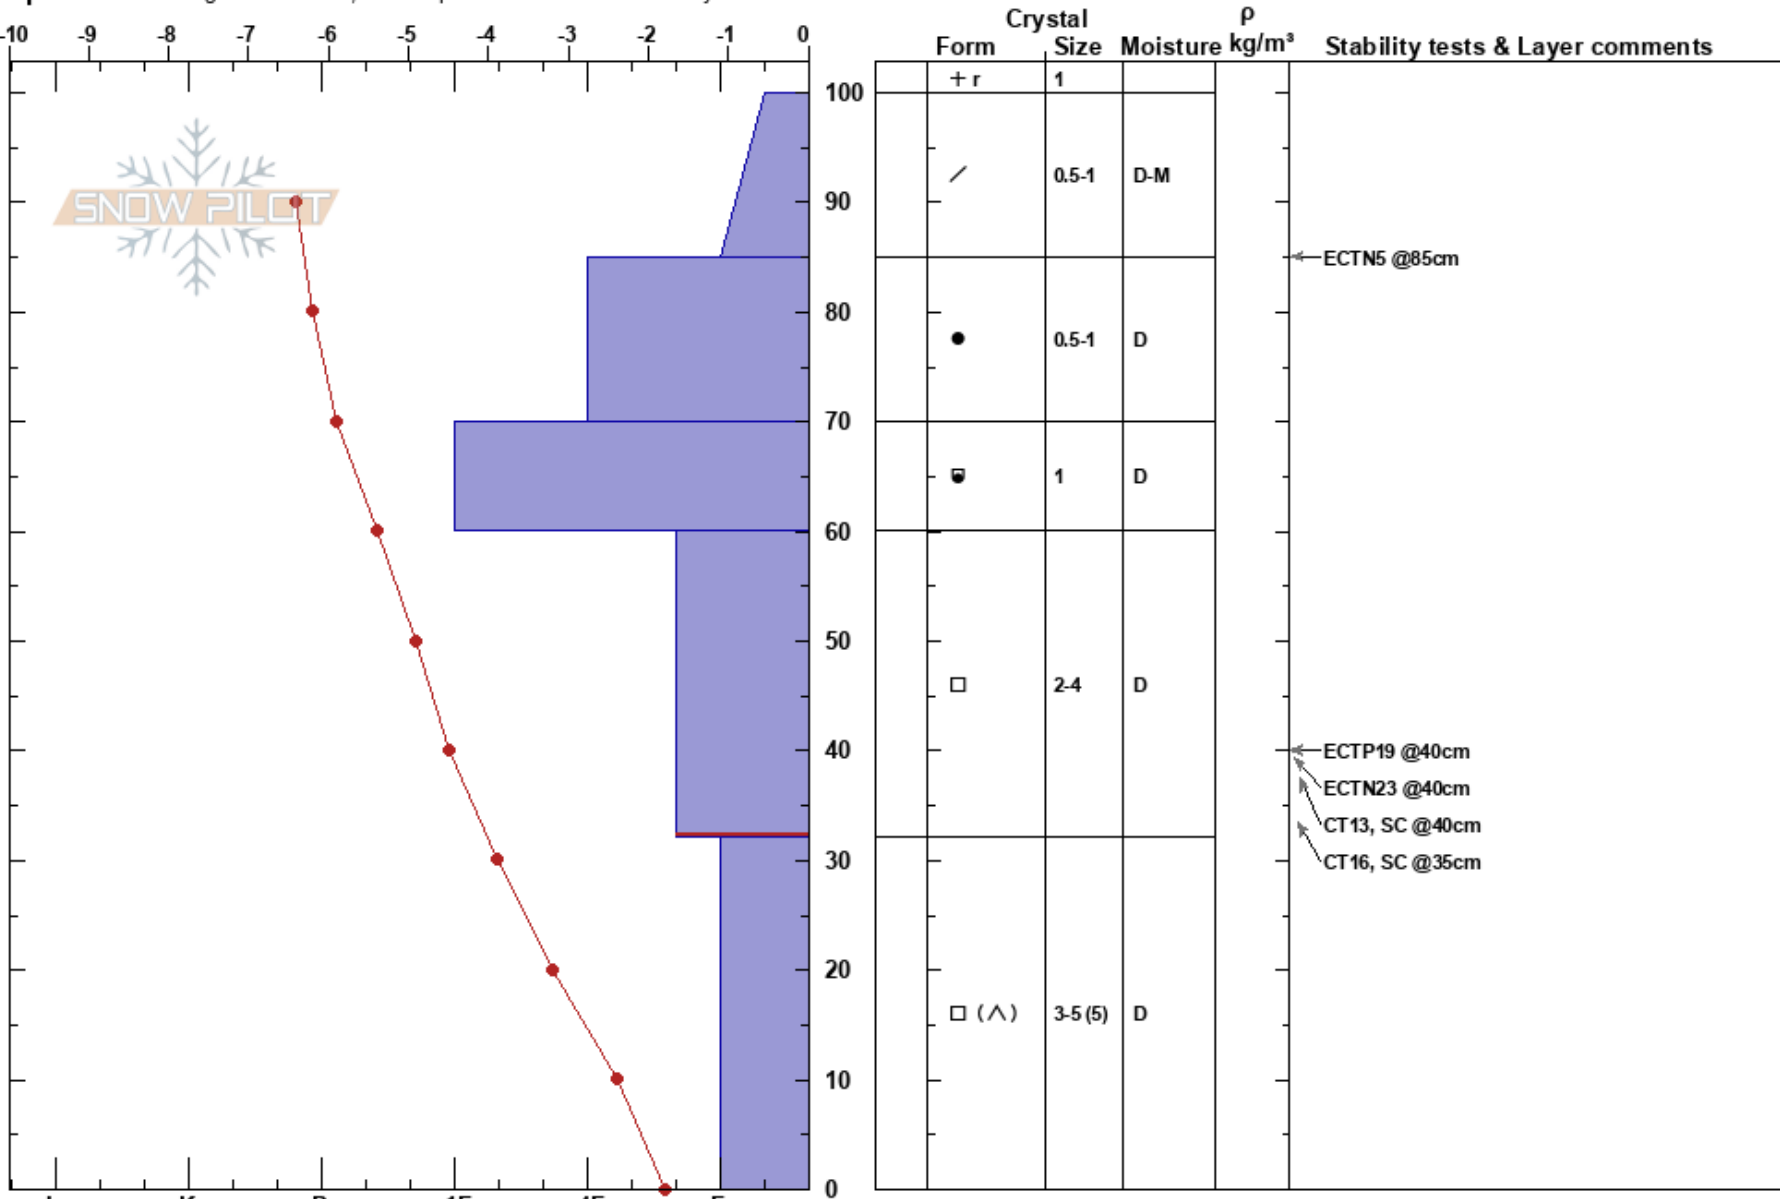 -10 -9 -8 -7 -6 -5 -4 -3 -2 -1 0
Crystal ρ
Form Size Moisture kg/m³ Stability tests & Layer comments
+ r 1
100
SNOW PILOT
/ 0.5-1 D-M
90
ECTN5 @85cm
80
● 0.5-1 D
70
1 D
60
50
□ 2-4 D
40
ECTP19 @40cm
ECTN23 @40cm
CT13, SC @40cm
CT16, SC @35cm
30
20
□ (∧) 3-5 (5) D
10
0